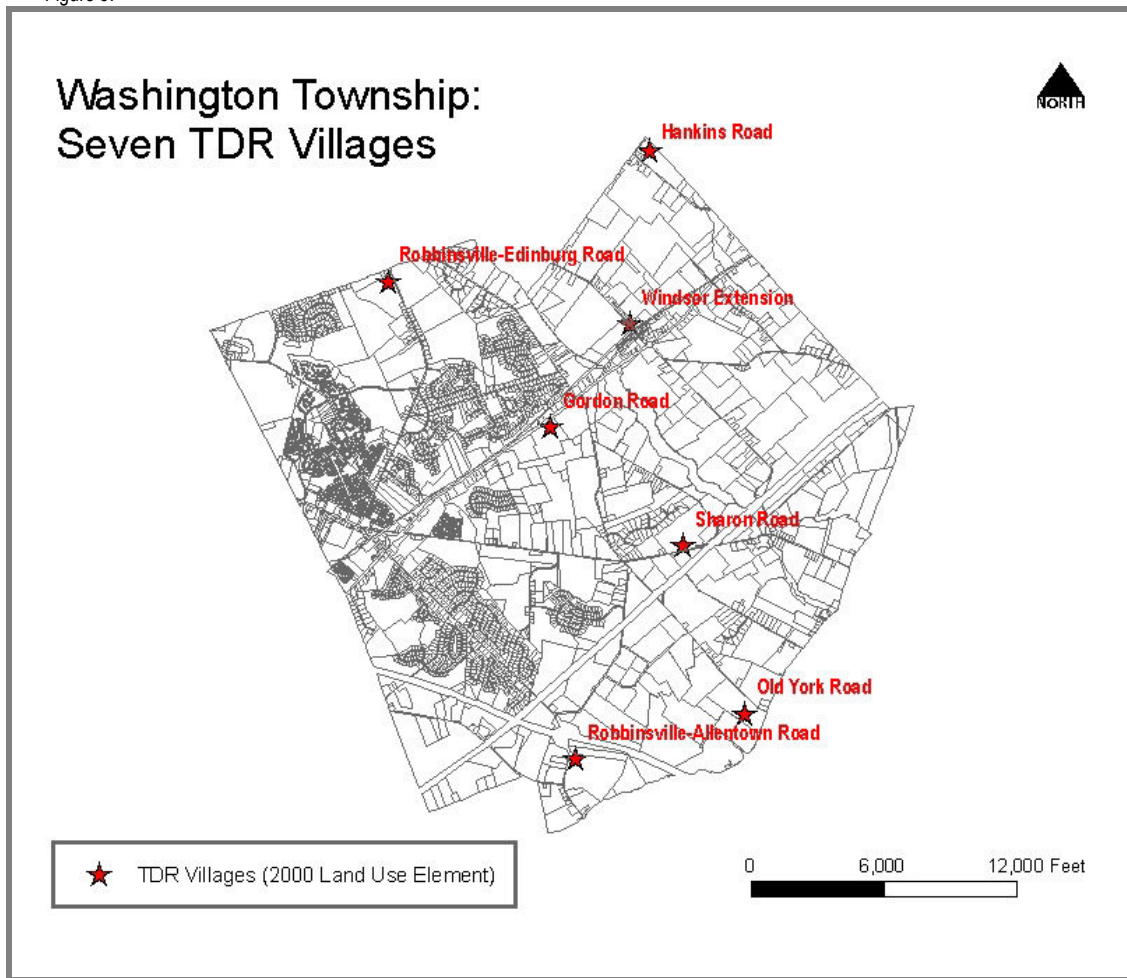 Washington Township:
Seven TDR Villages
NORTH
Hankins Road
Robbinsville-Edinburg Road
Windsor Extension
Gordon Road
Sharon Road
Old York Road
Robbinsville-Allentown Road
TDR Villages (2000 Land Use Element)
0 6,000 12,000 Feet